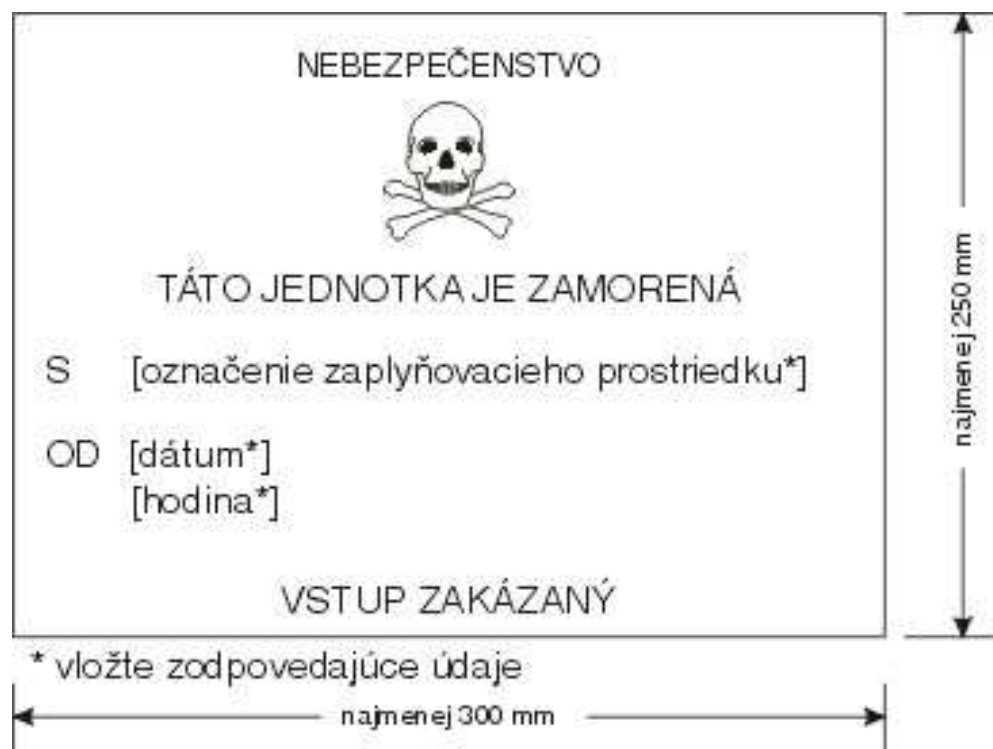 NEBEZPEČENSTVO
TÁTO JEDNOTKA JE ZAMORENÁ
S [označenie zaplyňovacieho prostriedku*]
OD [dátum*]
[hodina*]
VSTUP ZAKÁZANÝ
* vložte zodpovedajúce údaje
najmenej 300 mm
najmenej 250 mm